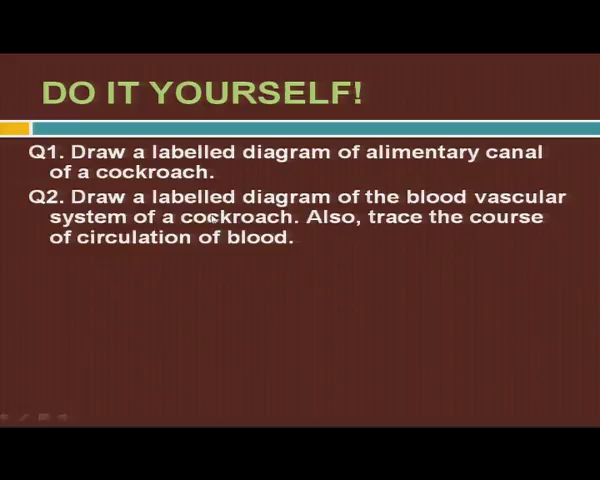 DO IT YOURSELF!
Q1. Draw a labelled diagram of alimentary canal
of a cockroach.
Q2. Draw a labelled diagram of the blood vascular
system of a cockroach. Also, trace the course
of circulation of blood.